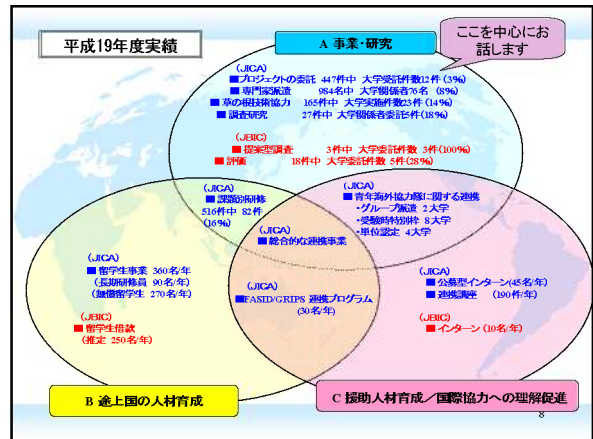 平成19年度実績
A 事業・研究
ここを中心にお
話します
(JICA)
■プロジェクトの委託 447件中 大学受託件数12件 (3%)
■専門家派遣 984名中 大学関係者76名 (8%)
■草の根技術協力 165件中 大学実施件数23件 (14%)
■調査研究 27件中 大学関係者委託5件 (18%)
(JBIC)
■提案型調査 3件中 大学委託件数 3件 (100%)
■評価 18件中 大学委託件数 5件 (28%)
(JICA)
■課題別研修
516件中 82件
(16%)
(JICA)
■青年海外協力隊に関する連携
・グループ派遣 2大学
・受験時特別枠 8大学
・単位認定 4大学
(JICA)
■総合的な連携事業
(JICA)
■留学生事業 360名/年
(長期研修員 90名/年)
(無償留学生 270名/年)
(JBIC)
■留学生借款
(推定 250名/年)
(JICA)
■FASID/GRIPS 連携プログラム
(30名/年)
(JICA)
■公募型インターン(45名/年)
■連携講座 (190件/年)
(JBIC)
■インターン (10名/年)
B 途上国の人材育成
C 援助人材育成/国際協力への理解促進
8